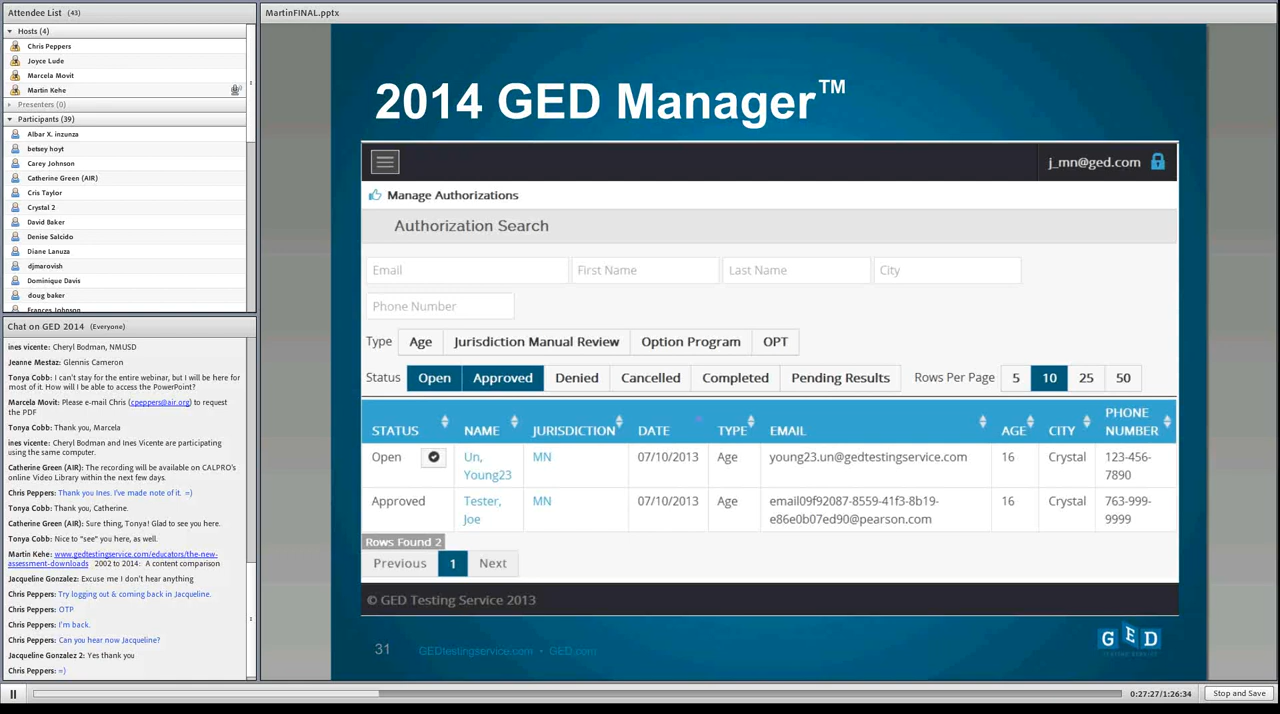 Attendee List (43)
Hosts (4)
Chris Peppers
Joyce Lude
Marcela Movit
Martin Kehe
Presenters (0)
Participants (39)
Albar X. inzunza
betsey hoyt
Carey Johnson
Catherine Green (AIR)
Cris Taylor
Crystal 2
David Baker
Denise Salcido
Diane Lanuza
djmarovish
Dominique Davis
doug baker
Frances Johnson
Chat on GED 2014 (Everyone)
ines vicente: Cheryl Bodman, NMUSD
Jeanne Mestaz: Glennis Cameron
Tonya Cobb: I can't stay for the entire webinar, but I will be here for
most of it. How will be able to access the PowerPoint?
Marcela Movit: Please e-mail Chris (cpeppers@air.org) to request
the PDF
Tonya Cobb: Thank you, Marcela
ines vicente: Cheryl Bodman and Ines Vicente are participating
using the same computer.
Catherine Green (AIR): The recording will be available on CALPRO's
online Video Library within the next few days.
Chris Peppers: Thank you Ines. I've made note of it. =)
Tonya Cobb: Thank you, Catherine.
Catherine Green (AIR): Sure thing, Tonya! Glad to see you here.
Tonya Cobb: Nice to "see" you here, as well.
Martin Kehe: www.gedtestingservice.com/educators/the-new-
assessment-downloads 2002 to 2014: A content comparison
Jacqueline Gonzalez: Excuse me I don't hear anything
Chris Peppers: Try logging out & coming back in Jacqueline.
Chris Peppers: OTP
Chris Peppers: I'm back.
Chris Peppers: Can you hear now Jacqueline?
Jacqueline Gonzalez 2: Yes thank you
Chris Peppers: =)
MartinFINAL.pptx
2014 GED Manager™
j_mn@ged.com
Manage Authorizations
Authorization Search
Email First Name Last Name City
Phone Number
Type Age Jurisdiction Manual Review Option Program OPT
Status Open Approved Denied Cancelled Completed Pending Results Rows Per Page 5 10 25 50
STATUS NAME JURISDICTION DATE TYPE EMAIL AGE CITY PHONE NUMBER
Open Un, Young23 MN 07/10/2013 Age young23.un@gedtestingservice.com 16 Crystal 123-456-7890
Approved Tester, Joe MN 07/10/2013 Age email09f92087-8559-41f3-8b19-e86e0b07ed90@pearson.com 16 Crystal 763-999-9999
Rows Found 2
Previous 1 Next
© GED Testing Service 2013
31 GEDtestingservice.com • GED.com
GED
0:27:27/1:26:34
Stop and Save